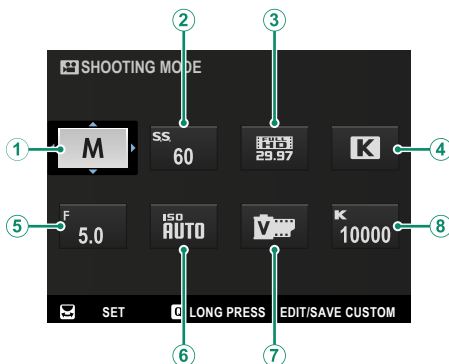 2 3
SHOOTING MODE
1 M S.S. 60 FULL HD 29.97 K 4
5 F 5.0 ISO AUTO V K 10000 8
SET Q LONG PRESS EDIT/SAVE CUSTOM
6 7